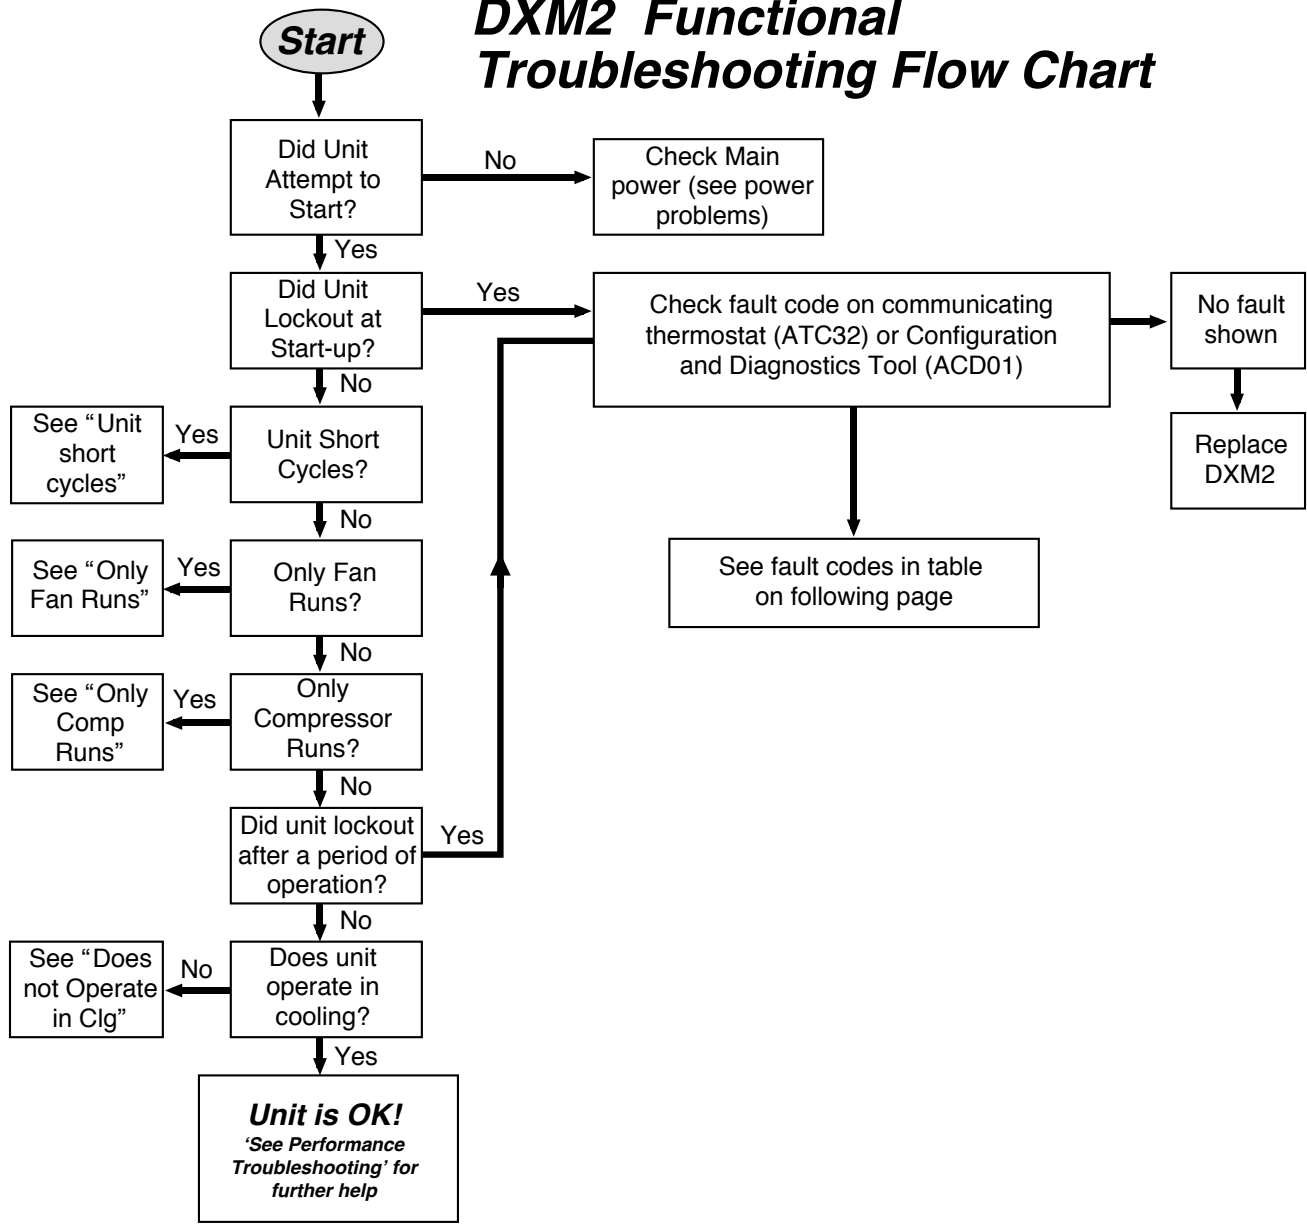 DXM2 Functional
Troubleshooting Flow Chart
Start
Did Unit
Attempt to
Start?
No
Check Main
power (see power
problems)
Yes
Did Unit
Lockout at
Start-up?
Yes
Check fault code on communicating
thermostat (ATC32) or Configuration
and Diagnostics Tool (ACD01)
No fault
shown
Replace
DXM2
See fault codes in table
on following page
No
Unit Short
Cycles?
Yes
See “Unit
short
cycles”
No
Only Fan
Runs?
Yes
See “Only
Fan Runs”
No
Only
Compressor
Runs?
Yes
See “Only
Comp
Runs”
No
Did unit lockout
after a period of
operation?
Yes
No
Does unit
operate in
cooling?
No
See “Does
not Operate
in Clg”
Yes
Unit is OK!
‘See Performance
Troubleshooting’ for
further help